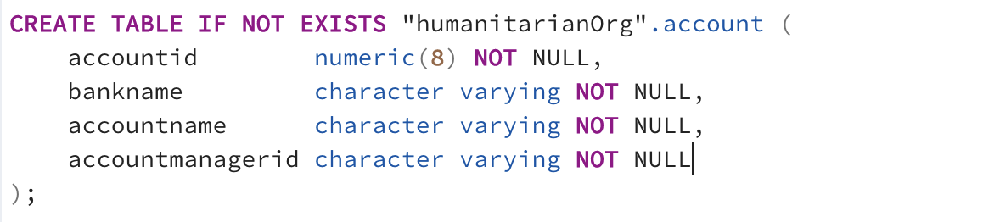 CREATE TABLE IF NOT EXISTS "humanitarianOrg".account (
    accountid        numeric(8) NOT NULL,
    bankname         character varying NOT NULL,
    accountname      character varying NOT NULL,
    accountmanagerid character varying NOT NULL
);